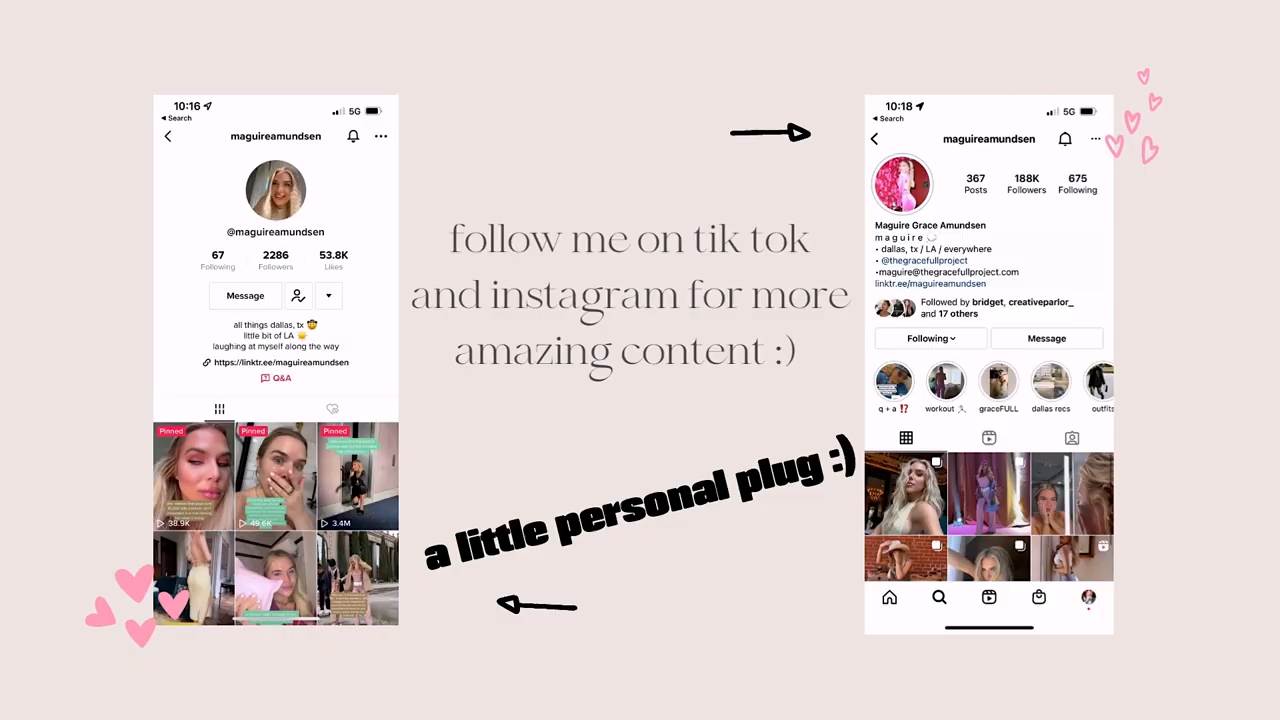 10:16
5G
Search
maguireamundsen
@maguireamundsen
67
2286
53.8K
Following
Followers
Likes
Message
all things dallas, tx 🤠
little bit of LA 🌞
laughing at myself along the way
https://linktr.ee/maguireamundsen
Q&A
Pinned
Pinned
Pinned
38.9K
49.6K
3.4M
follow me on tik tok
and instagram for more
amazing content :)
a little personal plug :)
10:18
5G
Search
maguireamundsen
367
188K
675
Posts
Followers
Following
Maguire Grace Amundsen
m a g u i r e
• dallas, tx / LA / everywhere
• @thegracefullproject
•maguire@thegracefullproject.com
linktr.ee/maguireamundsen
Followed by bridget, creativeparlor_
and 17 others
Following
Message
q + a ⁉️
workout
graceFULL
dallas recs
outfits